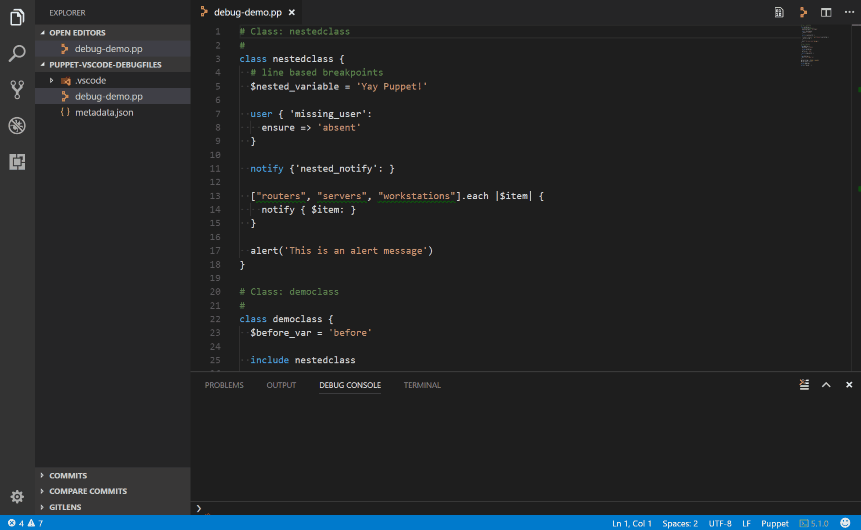 EXPLORER
OPEN EDITORS
debug-demo.pp
PUPPET-VSCODE-DEBUGFILES
.vscode
debug-demo.pp
metadata.json
COMMITS
COMPARE COMMITS
GITLENS
debug-demo.pp ×
1 # Class: nestedclass
2 #
3 class nestedclass {
4 # line based breakpoints
5 $nested_variable = 'Yay Puppet!'
6
7 user { 'missing_user':
8 ensure => 'absent'
9 }
10
11 notify {'nested_notify': }
12
13 ["routers", "servers", "workstations"].each |$item| {
14 notify { $item: }
15 }
16
17 alert('This is an alert message')
18 }
19
20 # Class: democlass
21 #
22 class democlass {
23 $before_var = 'before'
24
25 include nestedclass
PROBLEMS OUTPUT DEBUG CONSOLE TERMINAL
4 7 Ln 1, Col 1 Spaces: 2 UTF-8 LF Puppet 5.1.0